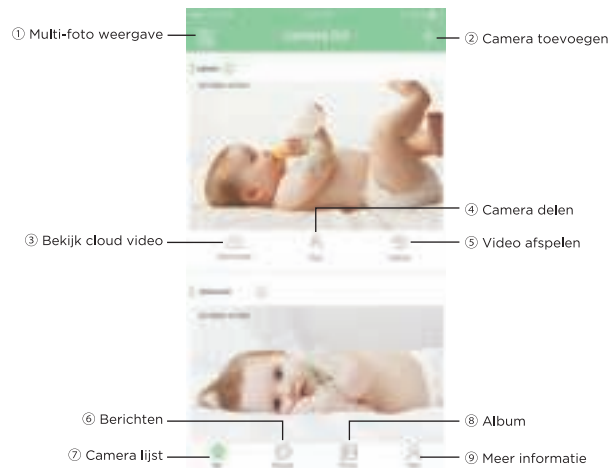 ① Multi-foto weergave
② Camera toevoegen
④ Camera delen
③ Bekijk cloud video
⑤ Video afspelen
⑥ Berichten
⑧ Album
⑦ Camera lijst
⑨ Meer informatie